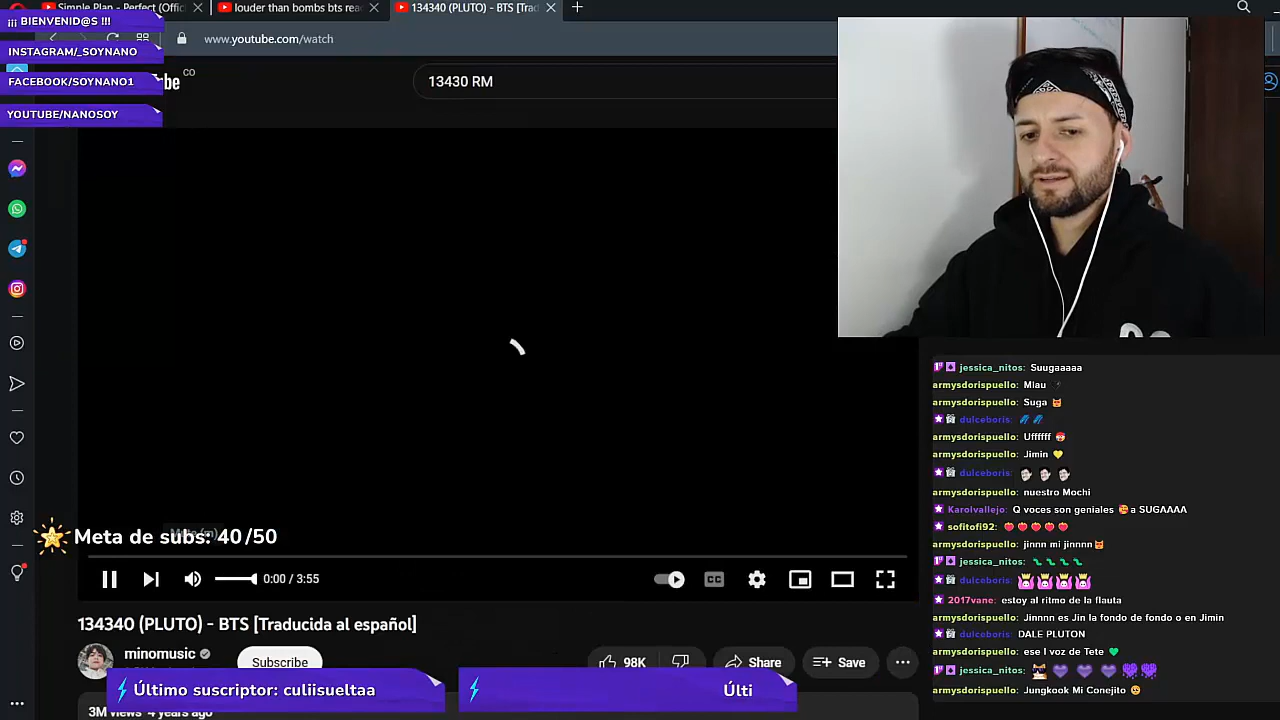 Simple Plan - Perfect (Offici
louder than bombs bts rea
134340 (PLUTO) - BTS [Trad
¡¡¡ BIENVENID@S !!!
INSTAGRAM/_SOYNANO
FACEBOOK/SOYNANO1
YOUTUBE/NANOSOY
www.youtube.com/watch
CO
13430 RM
jessica_nitos: Suugaaaaa
armysdorispuello: Miau
armysdorispuello: Suga
dulceboris:
armysdorispuello: Uffffff
armysdorispuello: Jimin
dulceboris:
armysdorispuello: nuestro Mochi
Karolvallejo: Q voces son geniales a SUGAAAA
sofitofi92:
armysdorispuello: jinnn mi jinnnn
jessica_nitos:
dulceboris:
2017vane: estoy al ritmo de la flauta
armysdorispuello: Jinnnn es Jin la fondo de fondo o en Jimin
dulceboris: DALE PLUTON
armysdorispuello: ese I voz de Tete
jessica_nitos:
armysdorispuello: Jungkook Mi Conejito
Meta de subs: 40/50
0:00 / 3:55
CC
134340 (PLUTO) - BTS [Traducida al español]
minomusic
Subscribe
98K
Share
Save
Último suscriptor: culiisueltaa
Últi
3M views 4 years ago